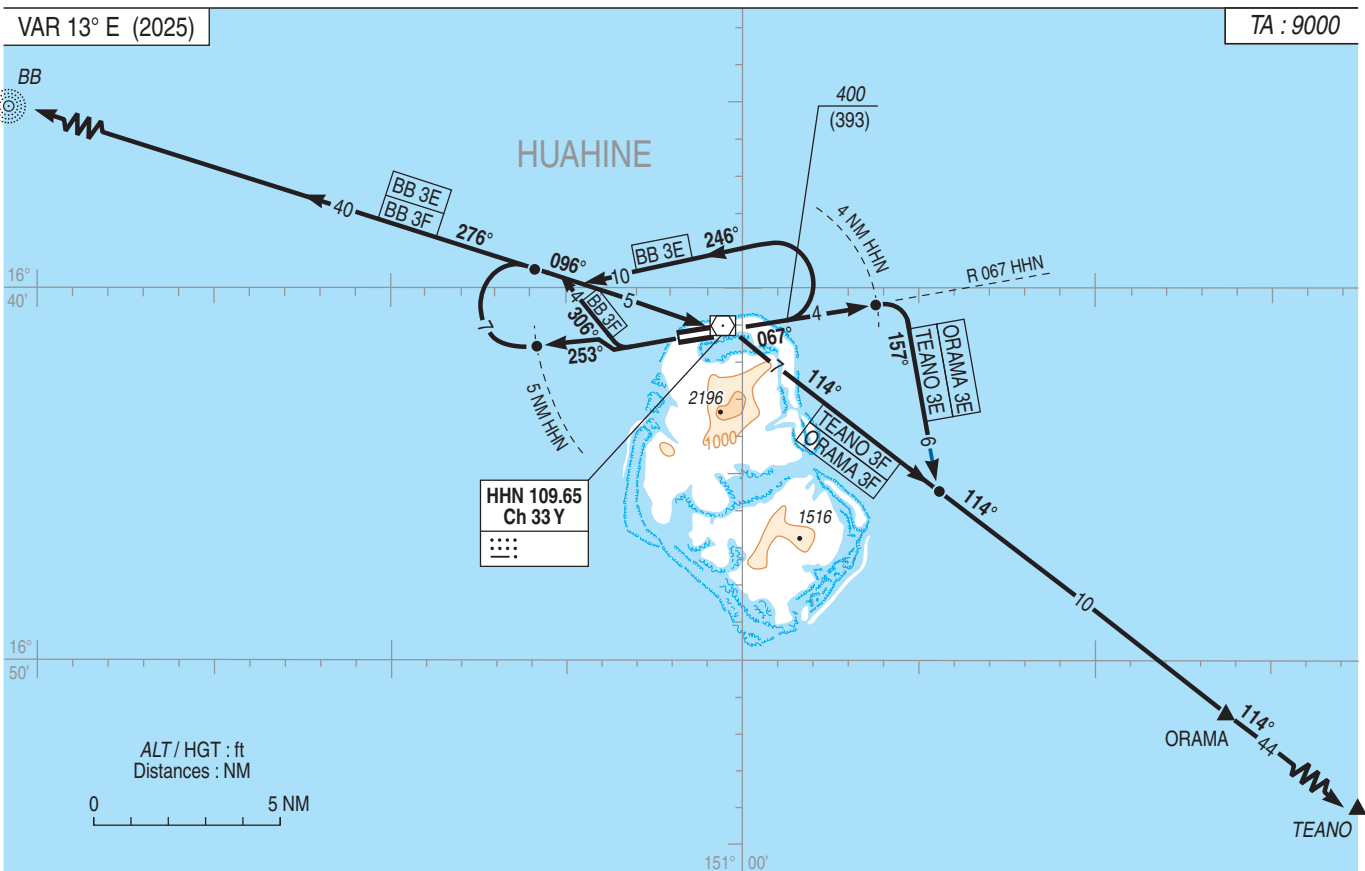 VAR 13° E (2025)
TA : 9000
BB
400
(393)
HUAHINE
BB 3E
BB 3F
40
276°
096°
BB 3E
246°
10
4 NM HHN
R 067 HHN
16°
40'
5
4
BB 3F
306°
7
253°
067°
4
157°
ORAMA 3E
TEANO 3E
6
5 NM HHN
7
114°
TEANO 3F
ORAMA 3F
2196
1000
114°
HHN 109.65
Ch 33 Y
1516
10
16°
50'
ORAMA
114°
44
TEANO
ALT / HGT : ft
Distances : NM
0 5 NM
151° 00'